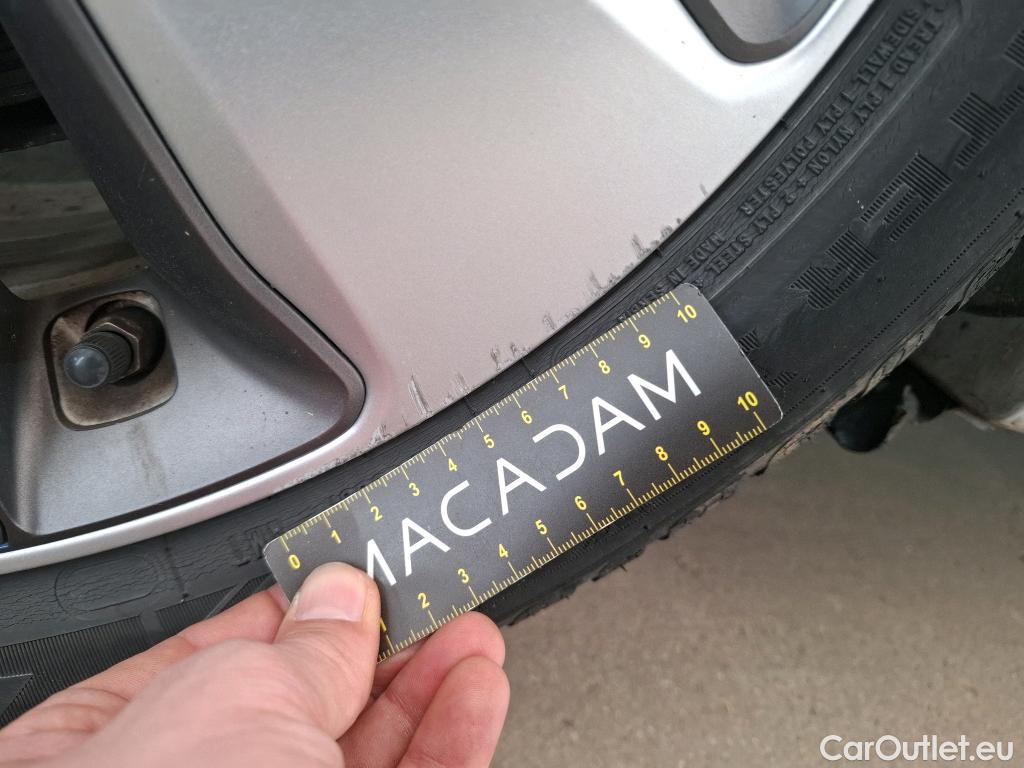 TREAD 1 PLY NYLON + 2 PLY STEEL
SIDEWALL 1 PLY POLYESTER
MADE IN
0 1 2 3 4 5 6 7 8 9 10
MACADAM
1 2 3 4 5 6 7 8 9 10
CarOutlet.eu